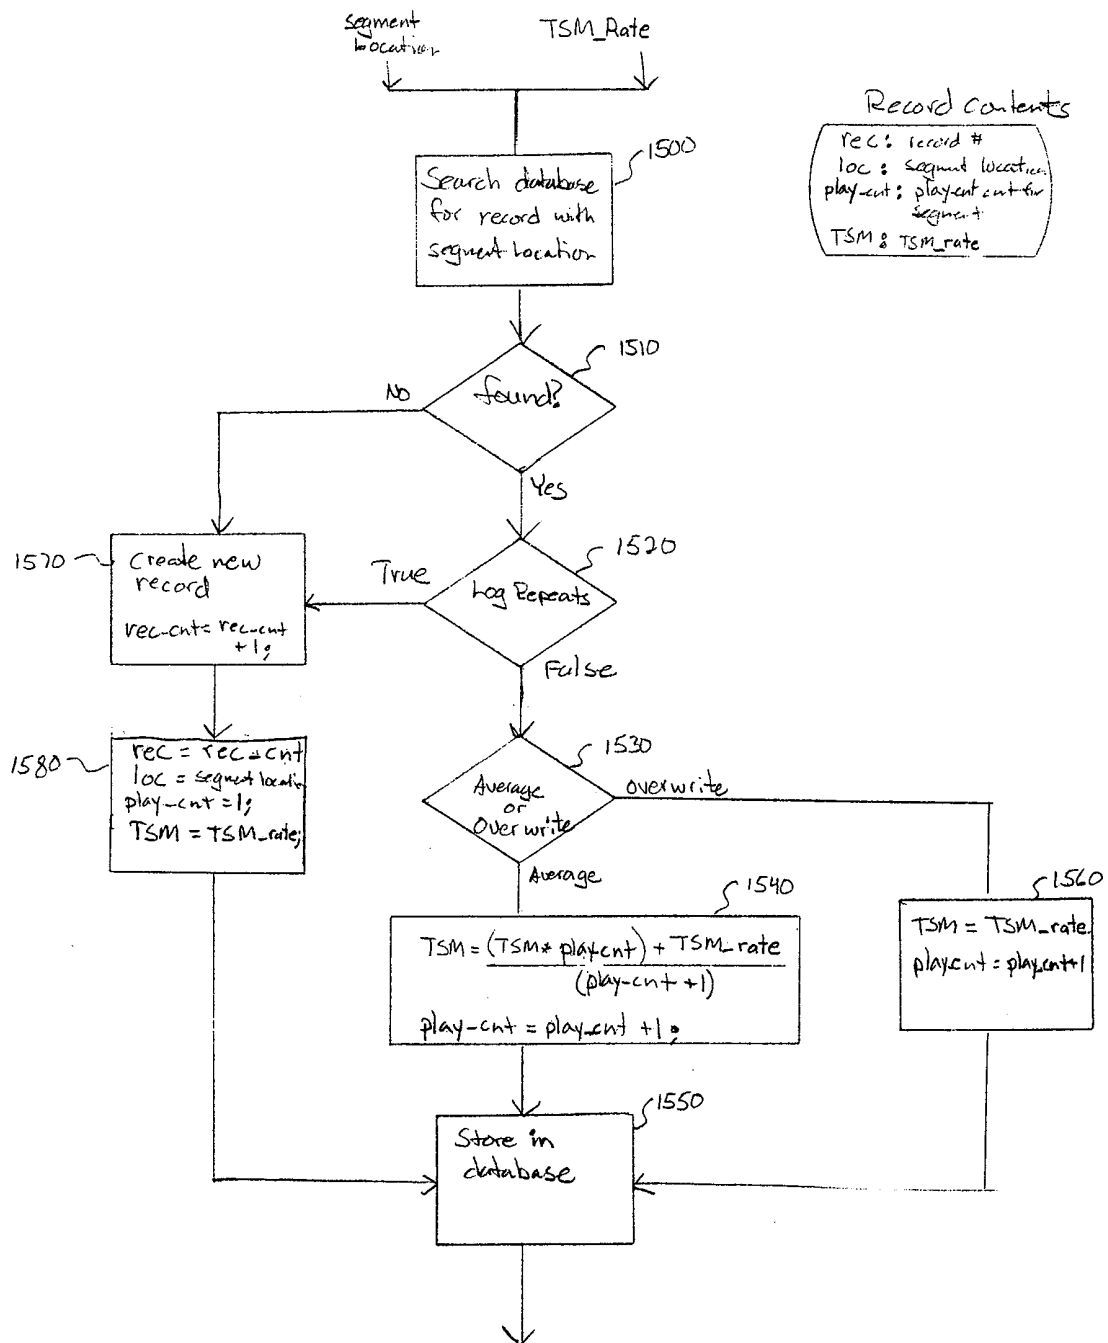 segment
Location
TSM_Rate
Record contents
rec: record #
loc: segment location
play-cnt: play-cnt cnt for
segment
TSM: TSM_rate
1500
Search database
for record with
segment Location
1510
found?
No
Yes
1520
Log Repeats
True
False
1570
Create new
record
rec-cnt = rec-cnt
+1;
1580
rec = rec-cnt
loc = segment location
play-cnt = 1;
TSM = TSM_rate;
1530
Average
or
Overwrite
overwrite
Average
1540
TSM = (TSM* play-cnt) + TSM_rate
(play-cnt +1)
play-cnt = play-cnt +1;
1560
TSM = TSM_rate
play-cnt = play-cnt+1
1550
Store in
database